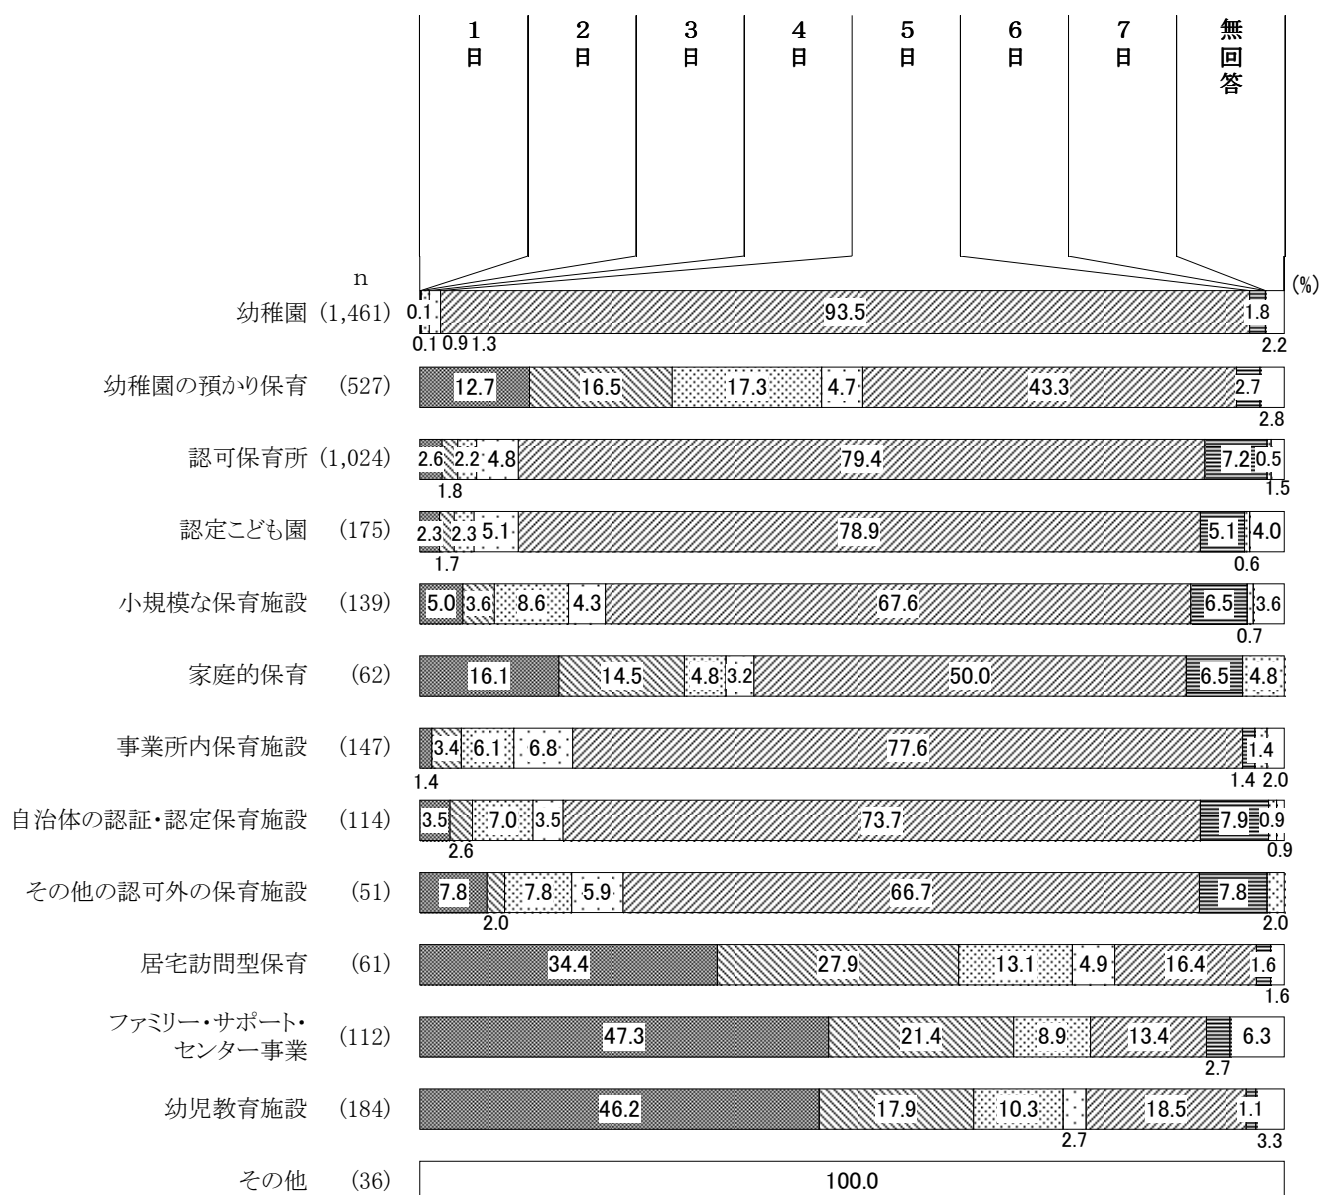 1日 2日 3日 4日 5日 6日 7日 無回答
n
(%)
幼稚園 (1,461) 0.1 93.5 1.8
0.1 0.9 1.3 2.2
幼稚園の預かり保育 (527) 12.7 16.5 17.3 4.7 43.3 2.7
2.8
認可保育所 (1,024) 2.6 2.2 4.8 79.4 7.2 0.5
1.8 1.5
認定こども園 (175) 2.3 2.3 5.1 78.9 5.1 4.0
1.7 0.6
小規模な保育施設 (139) 5.0 3.6 8.6 4.3 67.6 6.5 3.6
0.7
家庭的保育 (62) 16.1 14.5 4.8 3.2 50.0 6.5 4.8
事業所内保育施設 (147) 3.4 6.1 6.8 77.6 1.4
1.4 1.4 2.0
自治体の認証・認定保育施設 (114) 3.5 7.0 3.5 73.7 7.9 0.9
2.6 0.9
その他の認可外の保育施設 (51) 7.8 7.8 5.9 66.7 7.8
2.0 2.0
居宅訪問型保育 (61) 34.4 27.9 13.1 4.9 16.4 1.6
1.6
ファミリー・サポート・
センター事業 (112) 47.3 21.4 8.9 13.4 6.3
2.7
幼児教育施設 (184) 46.2 17.9 10.3 18.5 1.1
2.7 3.3
その他 (36) 100.0